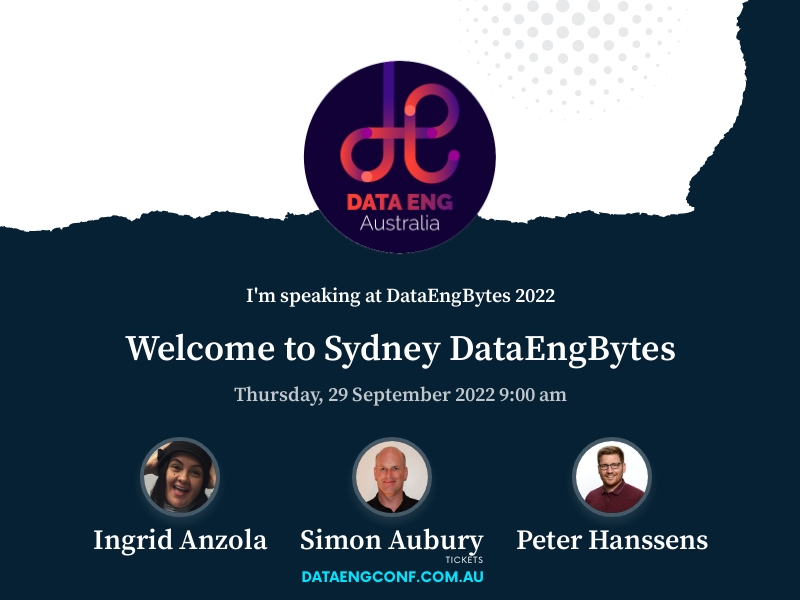 DATA ENG
Australia
I'm speaking at DataEngBytes 2022
Welcome to Sydney DataEngBytes
Thursday, 29 September 2022 9:00 am
Ingrid Anzola
Simon Aubury
Peter Hanssens
TICKETS
DATAENGCONF.COM.AU